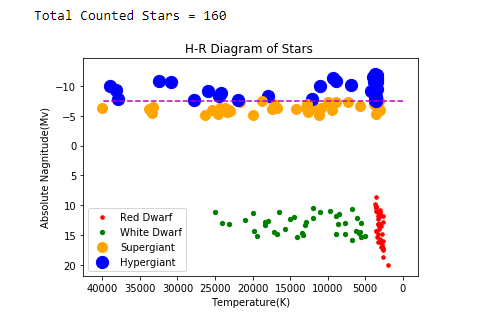 Total Counted Stars = 160
H-R Diagram of Stars
Absolute Nagnitude(Mv)
−10
−5
0
5
10
15
20
Red Dwarf
White Dwarf
Supergiant
Hypergiant
40000 35000 30000 25000 20000 15000 10000 5000 0
Temperature(K)